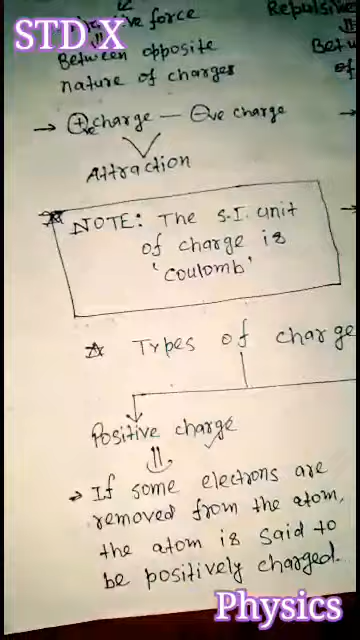 STD X
force
Repulsive
Between opposite
nature of charges
Betw
of
→ ⊕ve charge — ⊖ve charge
Attraction
NOTE: The S.I. unit
of charge is
'coulomb'
Types of charge
Positive charge
→ If some electrons are
removed from the atom,
the atom is said to
be positively charged.
Physics